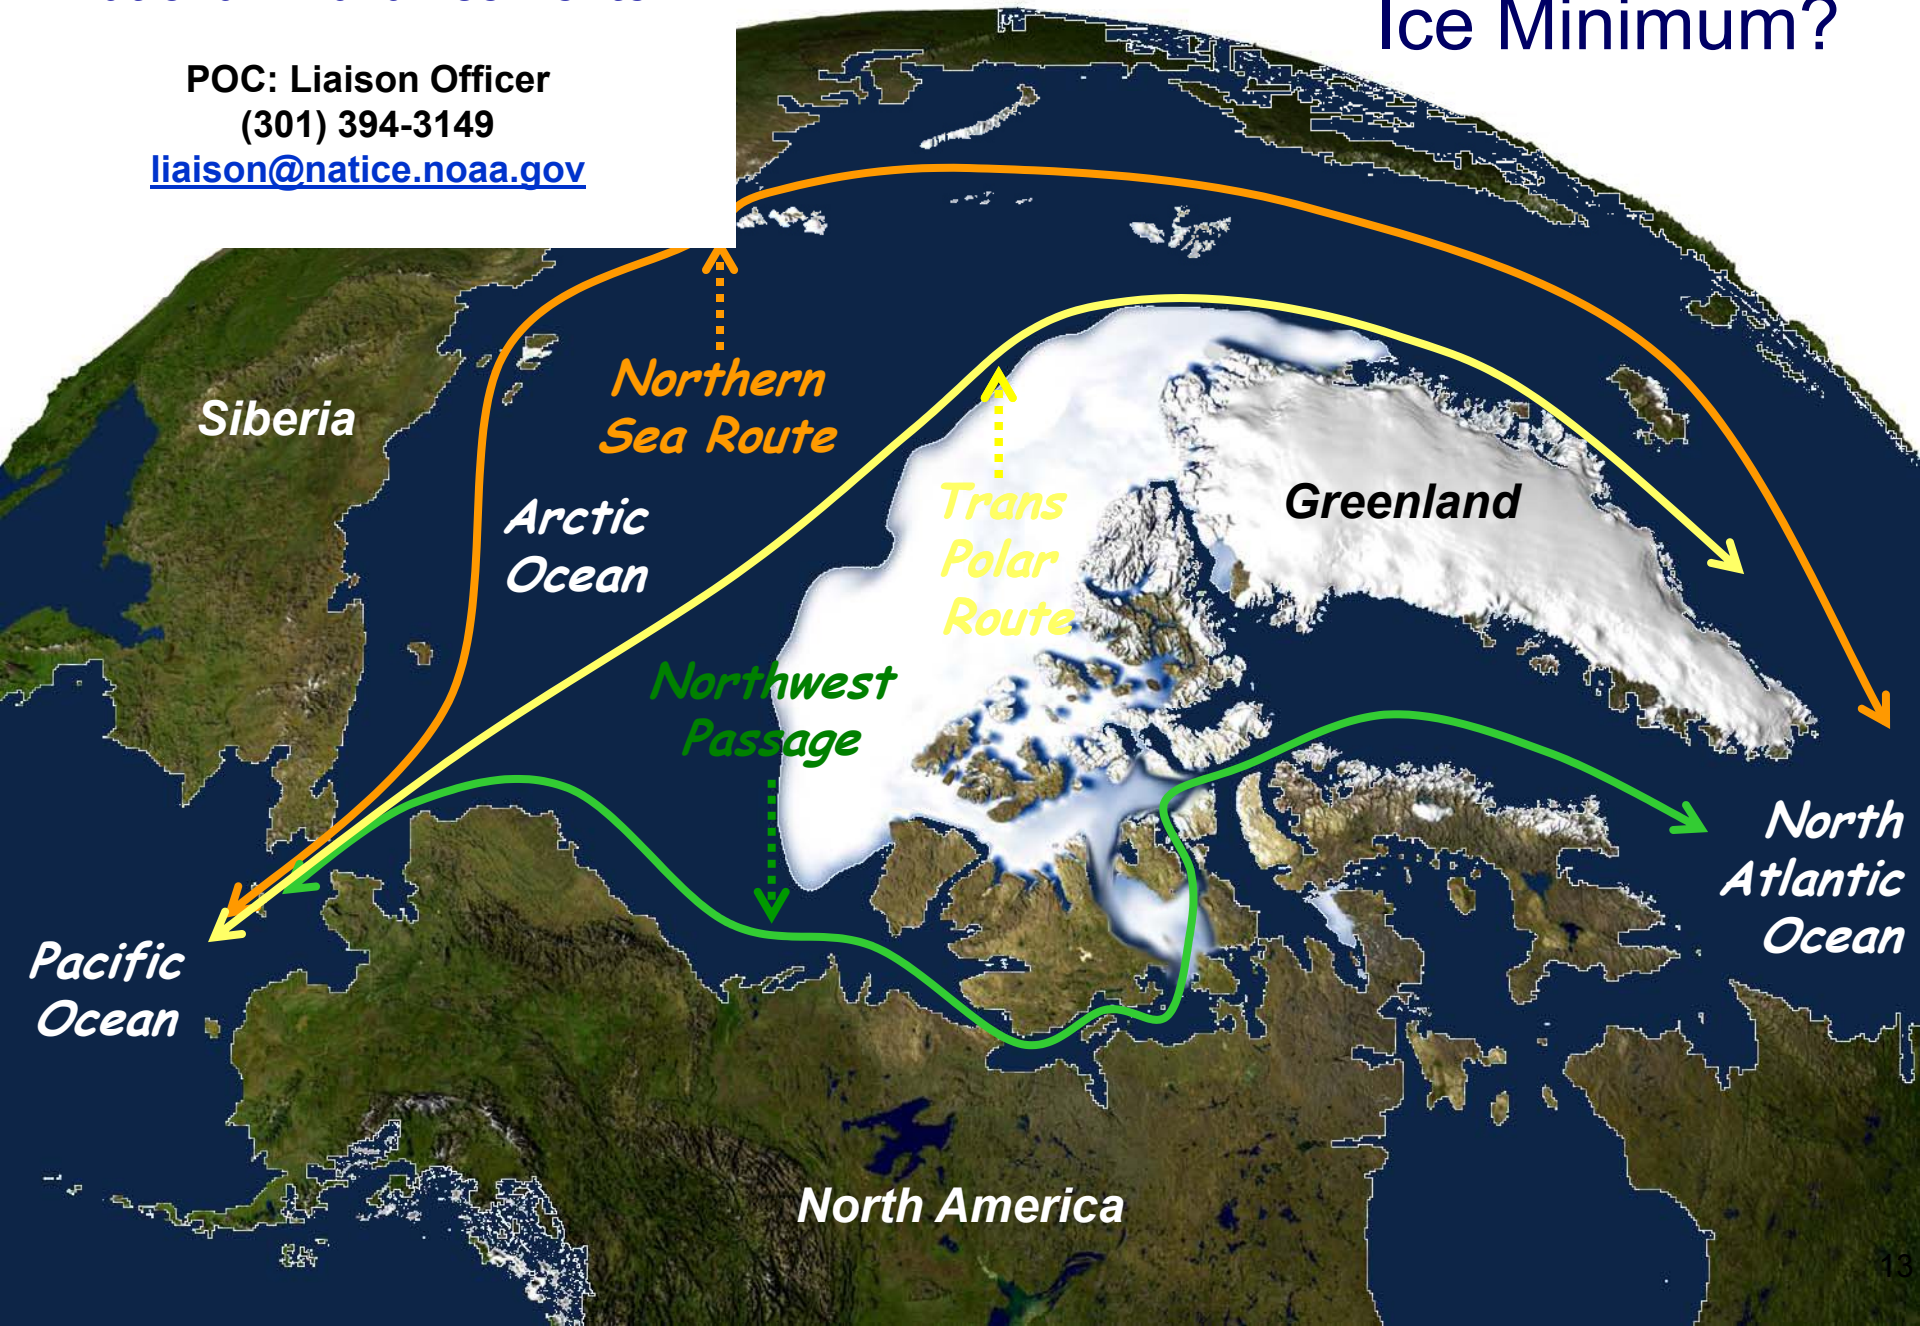 Ice Minimum?
POC: Liaison Officer
(301) 394-3149
liaison@natice.noaa.gov
Northern
Sea Route
Siberia
Arctic
Ocean
Trans
Polar
Route
Greenland
Northwest
Passage
North
Atlantic
Ocean
Pacific
Ocean
North America
13